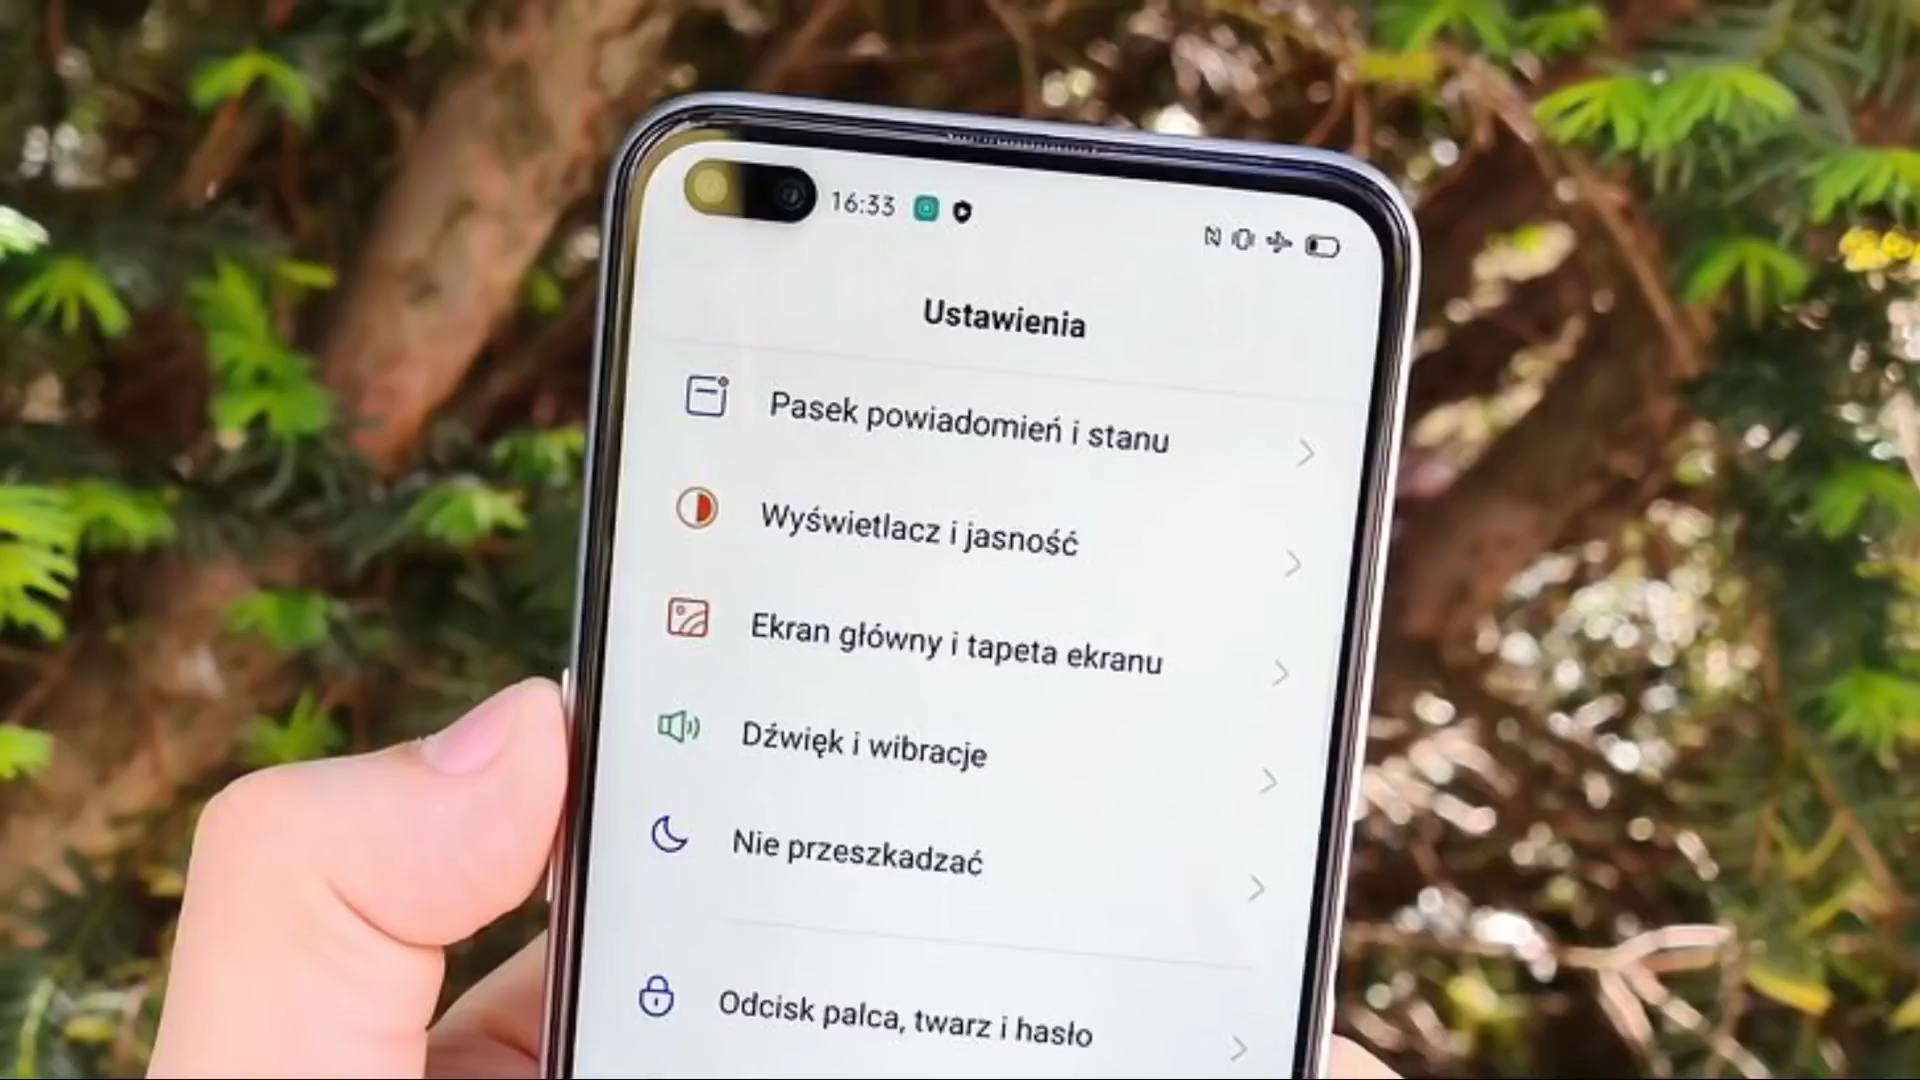 16:33
Ustawienia
Pasek powiadomień i stanu
Wyświetlacz i jasność
Ekran główny i tapeta ekranu
Dźwięk i wibracje
Nie przeszkadzać
Odcisk palca, twarz i hasło